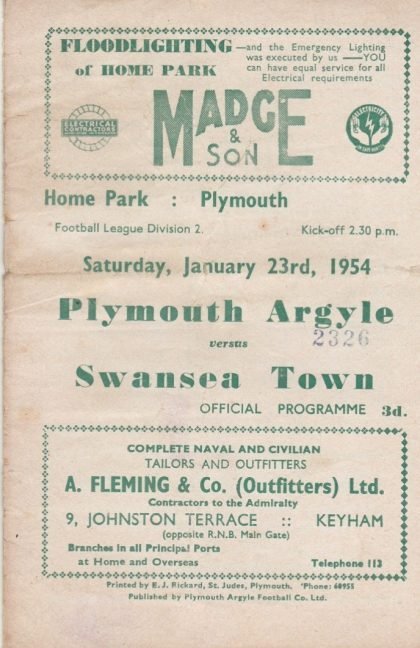 FLOODLIGHTING —and the Emergency Lighting
was executed by us —— YOU
of HOME PARK can have equal service for all
Electrical requirements
ELECTRICAL
CONTRACTORS
MADGE
&
SON
ELECTRICITY
Home Park : Plymouth
Football League Division 2. Kick-off 2.30 p.m.
Saturday, January 23rd, 1954
Plymouth Argyle
versus 2326
Swansea Town
OFFICIAL PROGRAMME 3d.
COMPLETE NAVAL AND CIVILIAN
TAILORS AND OUTFITTERS
A. FLEMING & Co. (Outfitters) Ltd.
Contractors to the Admiralty
9, JOHNSTON TERRACE :: KEYHAM
(opposite R.N.B. Main Gate)
Branches in all Principal Ports
at Home and Overseas Telephone 113
Printed by E. J. Rickard, St. Judes, Plymouth. 'Phone: 60955
Published by Plymouth Argyle Football Co. Ltd.